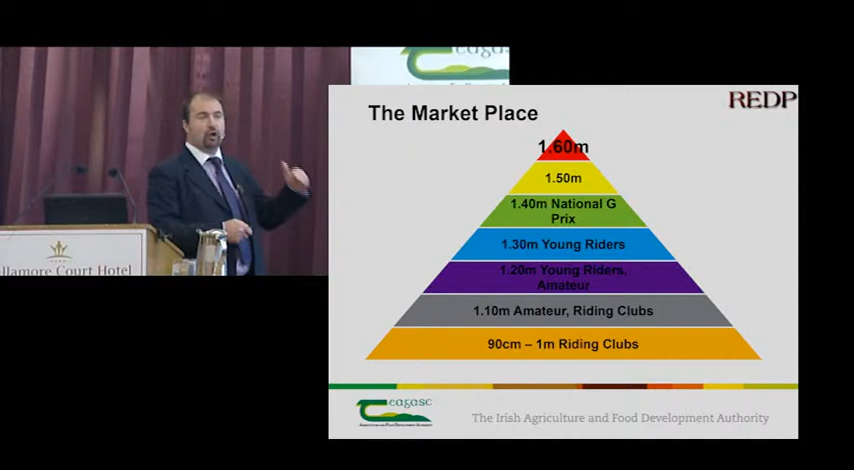 eagasc
llamore Court Hotel
REDP
The Market Place
1.60m
1.50m
1.40m National G
Prix
1.30m Young Riders
1.20m Young Riders,
Amateur
1.10m Amateur, Riding Clubs
90cm – 1m Riding Clubs
eagasc
The Irish Agriculture and Food Development Authority